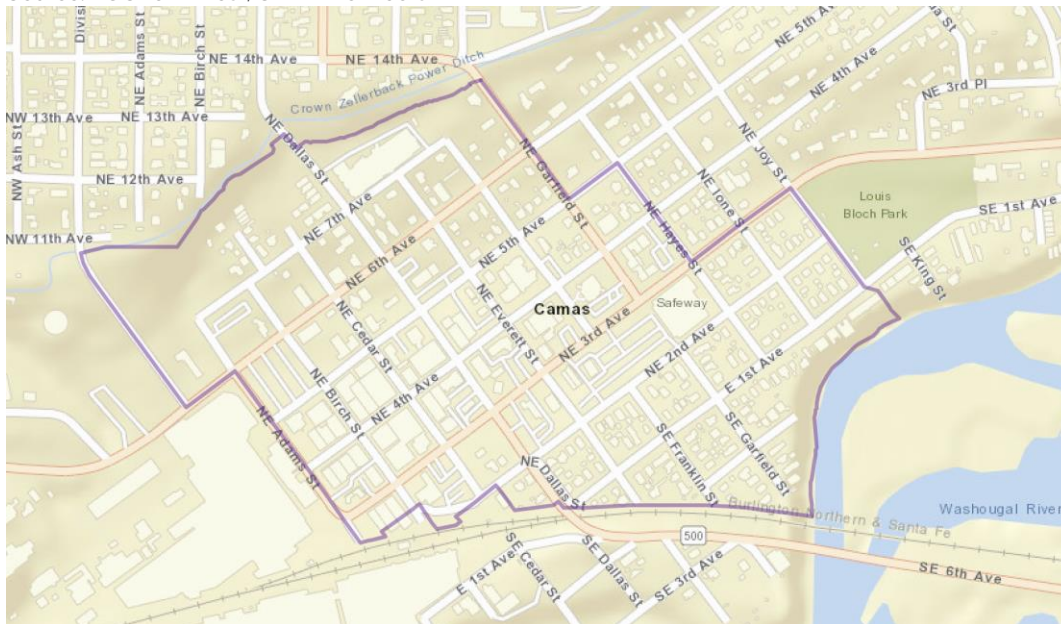 Divisi
NE Adams St
NE Birch St
NE 14th Ave
NE 14th Ave
Crown Zellerback Power Ditch
NE 5th Ave
NE 4th Ave
NE 3rd Pl
NW Ash St
NW 13th Ave
NE 13th Ave
NE 12th Ave
NW 11th Ave
NE Dallas St
NE Garfield St
NE Joy St
NE Ione St
NE Hayes St
Louis
Bloch Park
SE 1st Ave
SE King St
NE 7th Ave
NE 6th Ave
NE 5th Ave
NE Everett St
Camas
Safeway
NE 3rd Ave
NE Cedar St
NE Birch St
NE 4th Ave
NE 2nd Ave
E 1st Ave
NE Adams St
NE Dallas St
SE Franklin St
SE Garfield St
Burlington Northern & Santa Fe
Washougal River
500
E 1st Ave
SE Cedar St
SE Dallas St
SE 3rd Ave
SE 6th Ave